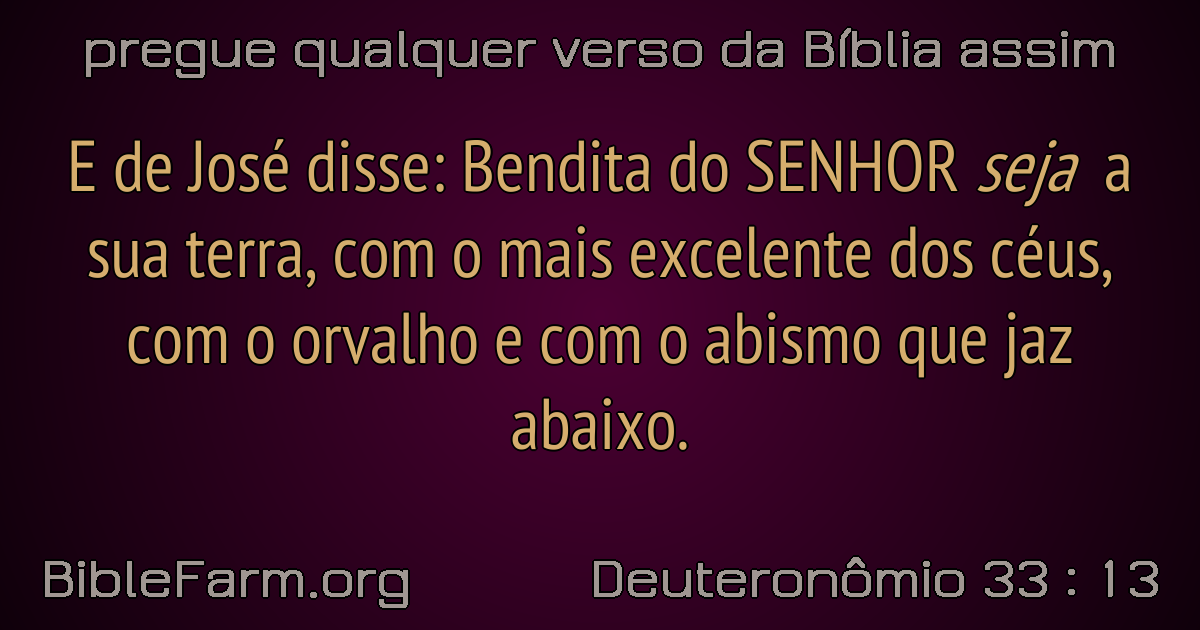 pregue qualquer verso da Bíblia assim
E de José disse: Bendita do SENHOR seja a
sua terra, com o mais excelente dos céus,
com o orvalho e com o abismo que jaz
abaixo.
BibleFarm.org
Deuteronômio 33 : 13